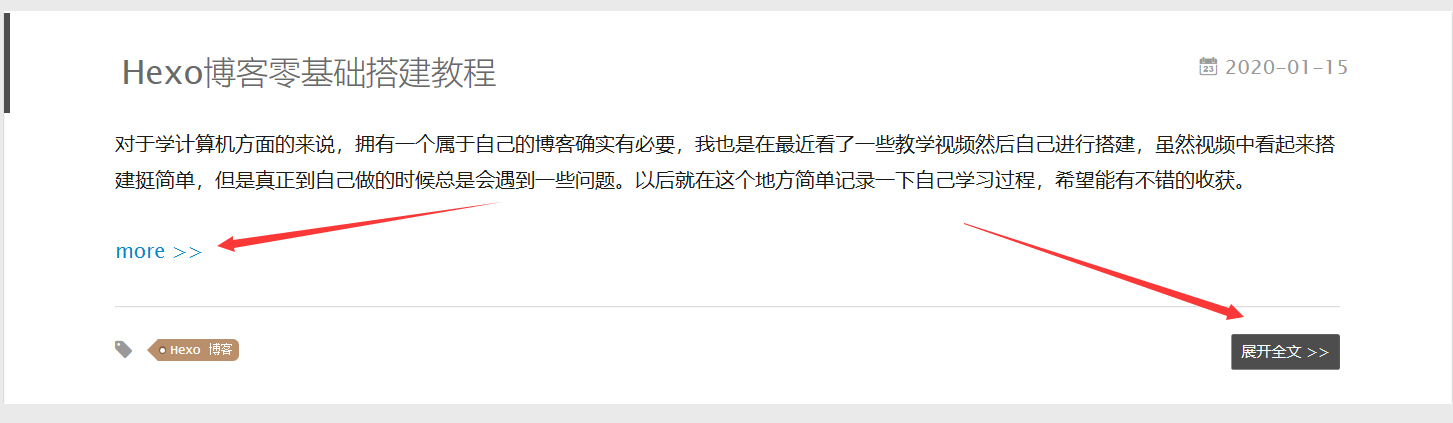 Hexo博客零基础搭建教程
2020-01-15
对于学计算机方面的来说，拥有一个属于自己的博客确实有必要，我也是在最近看了一些教学视频然后自己进行搭建，虽然视频中看起来搭
建挺简单，但是真正到自己做的时候总是会遇到一些问题。以后就在这个地方简单记录一下自己学习过程，希望能有不错的收获。
more >>
Hexo 博客
展开全文 >>